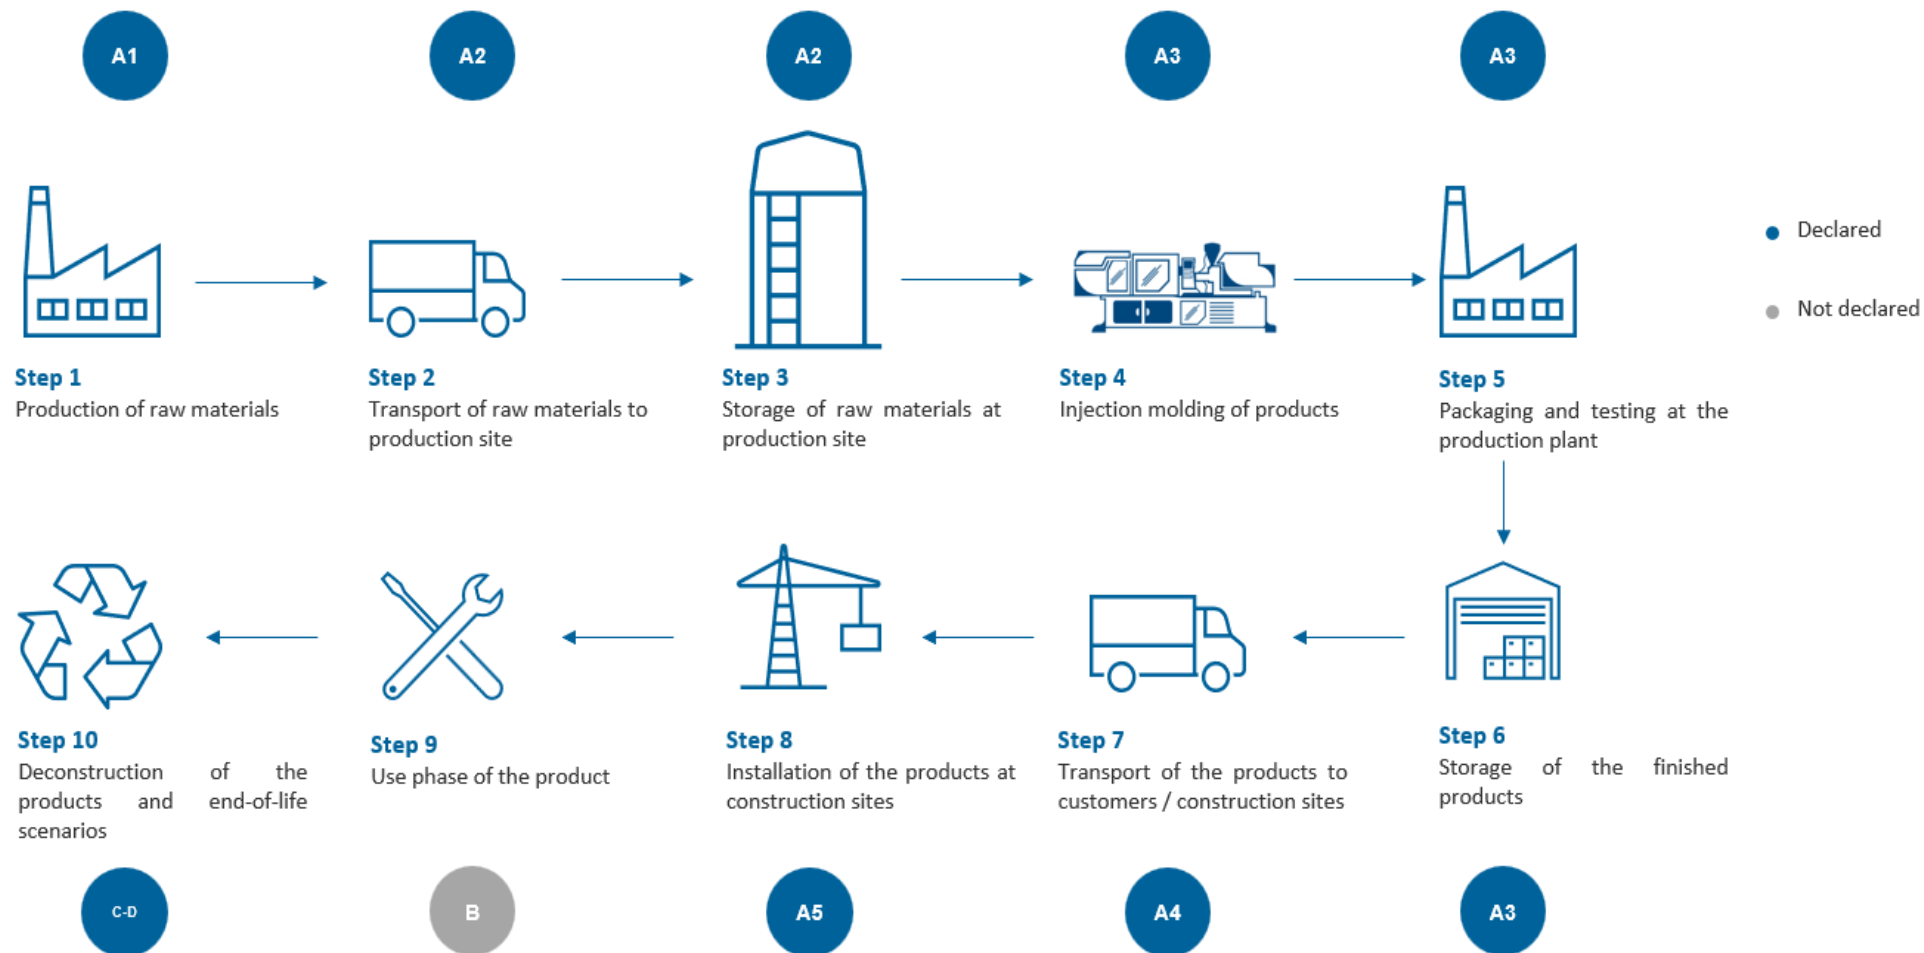 A1
A2
A2
A3
A3
Declared
Not declared
Step 1
Production of raw materials
Step 2
Transport of raw materials to
production site
Step 3
Storage of raw materials at
production site
Step 4
Injection molding of products
Step 5
Packaging and testing at the
production plant
Step 10
Deconstruction of the
products and end-of-life
scenarios
Step 9
Use phase of the product
Step 8
Installation of the products at
construction sites
Step 7
Transport of the products to
customers / construction sites
Step 6
Storage of the finished
products
C-D
B
A5
A4
A3